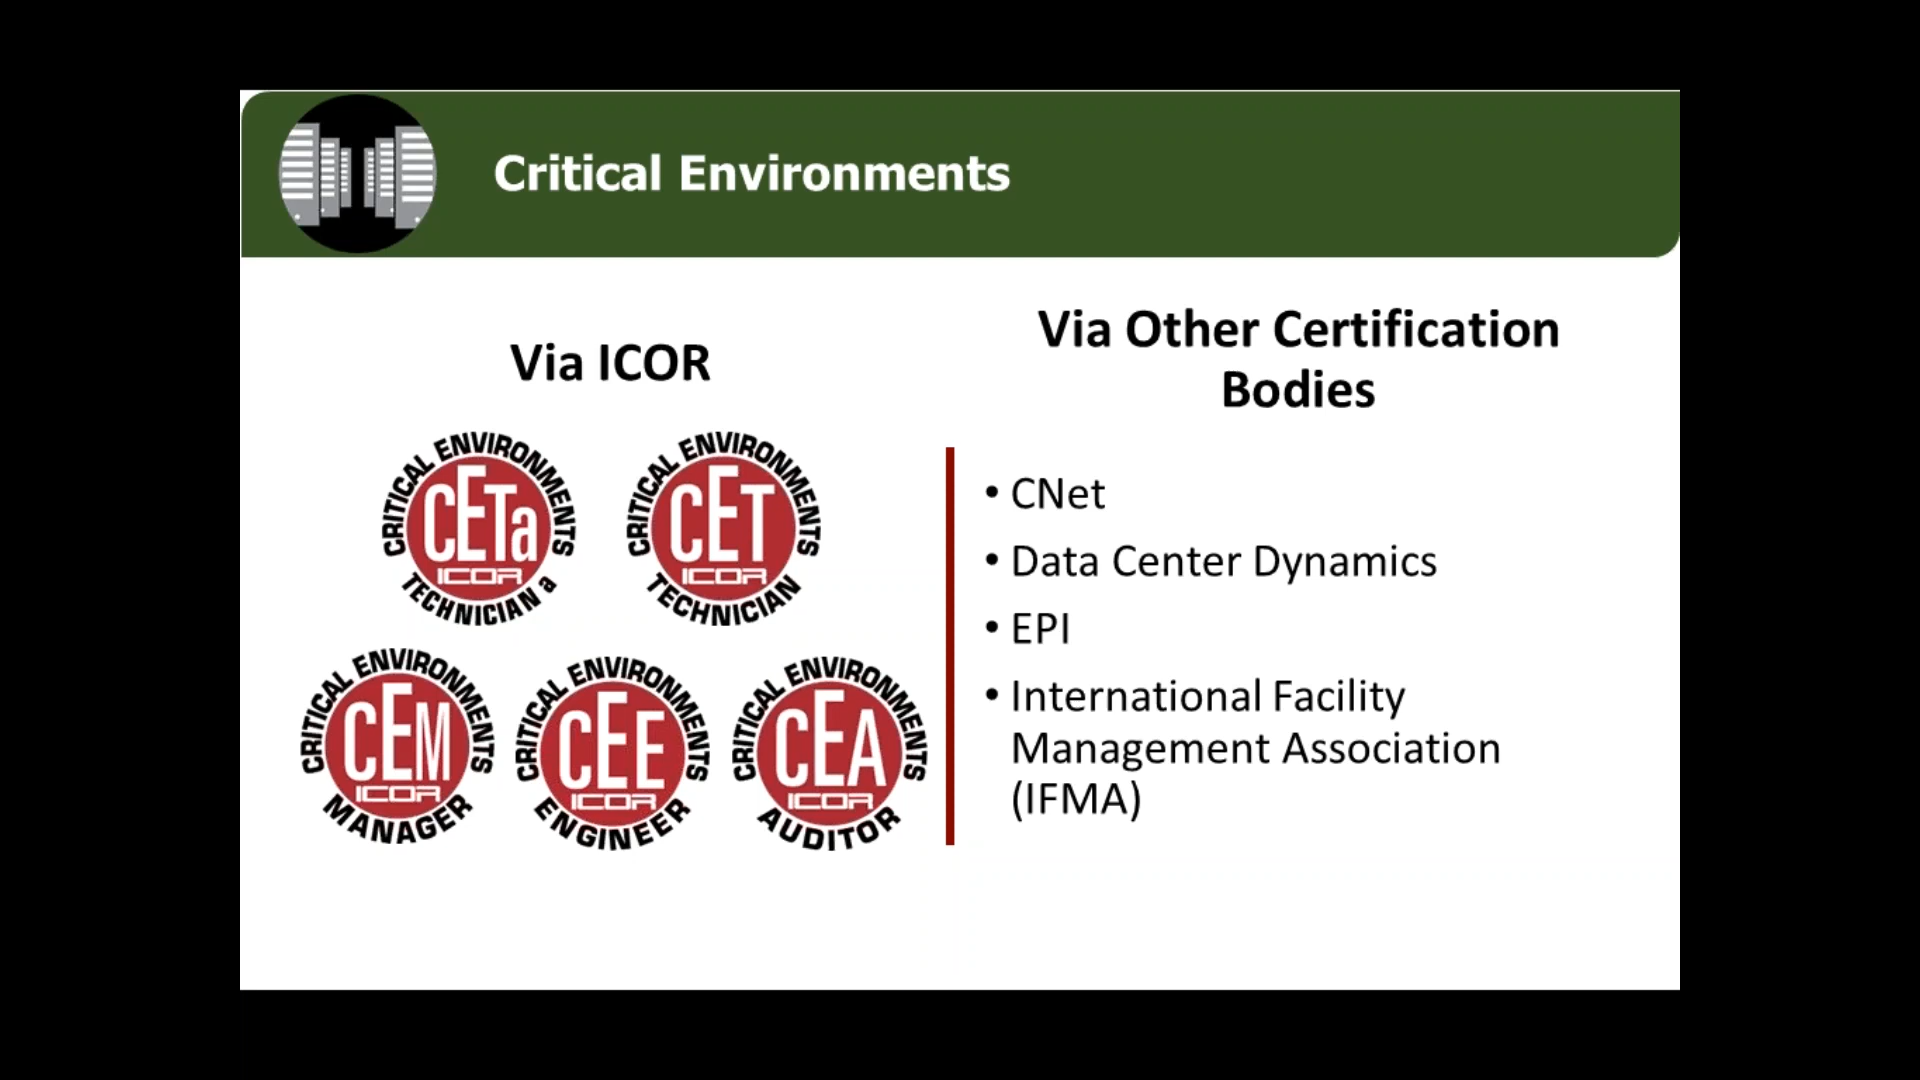 Critical Environments
Via ICOR
CRITICAL ENVIRONMENTS
CETa
ICOR
TECHNICIAN a
CRITICAL ENVIRONMENTS
CET
ICOR
TECHNICIAN
CRITICAL ENVIRONMENTS
CEM
ICOR
MANAGER
CRITICAL ENVIRONMENTS
CEE
ICOR
ENGINEER
CRITICAL ENVIRONMENTS
CEA
ICOR
AUDITOR
Via Other Certification
Bodies
• CNet
• Data Center Dynamics
• EPI
• International Facility
Management Association
(IFMA)